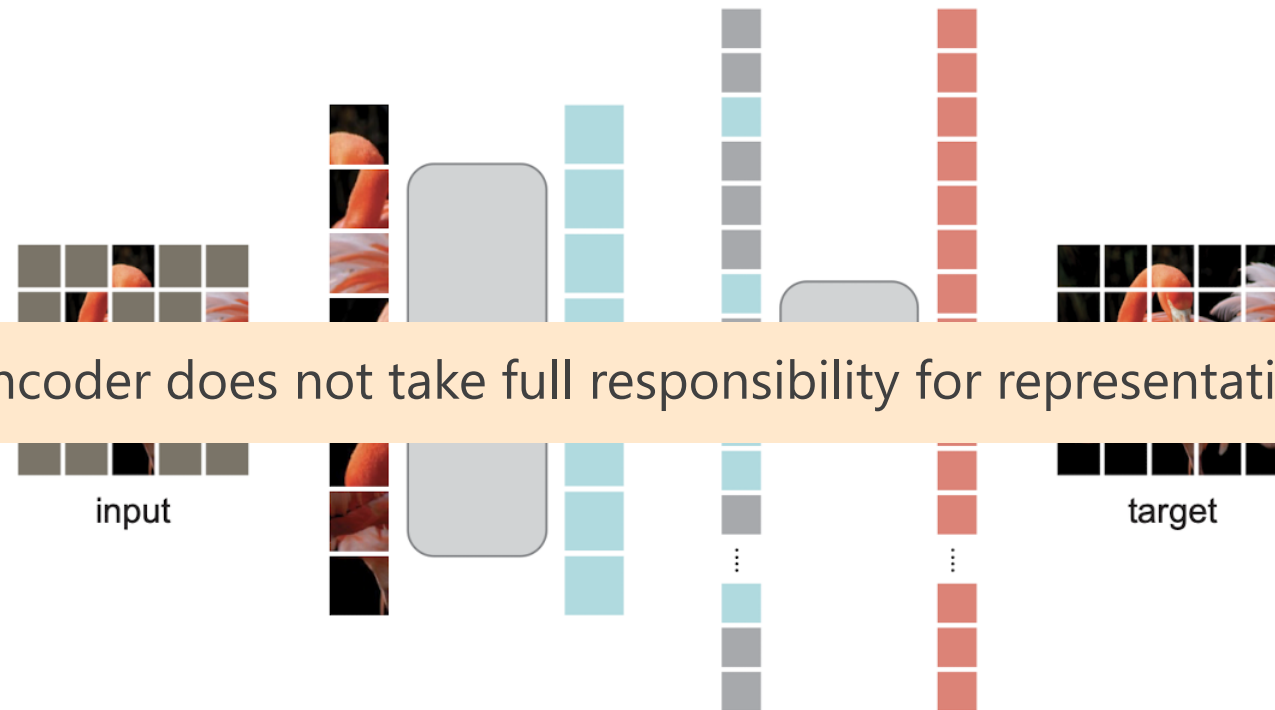 ncoder does not take full responsibility for representati
input
target